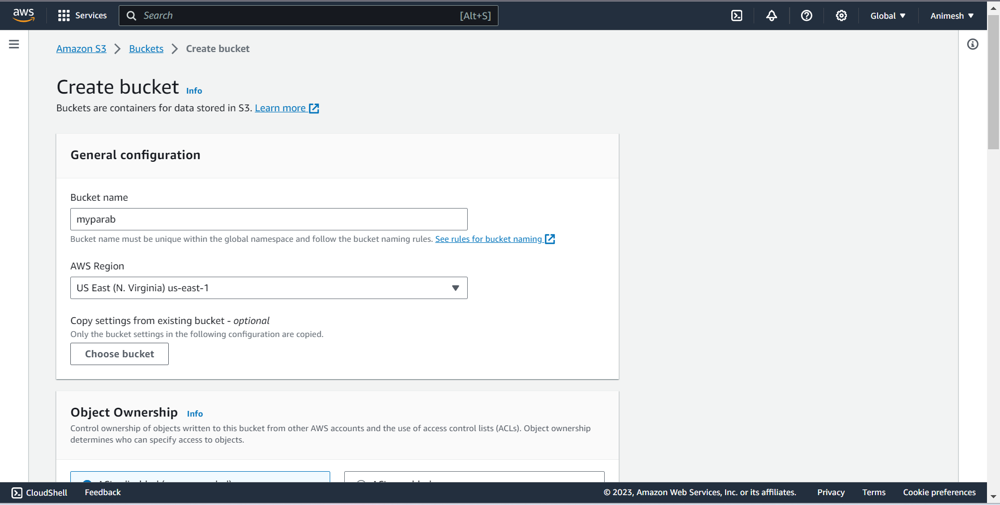 aws Services Search [Alt+S] Global Animesh
Amazon S3 Buckets Create bucket
Create bucket Info
Buckets are containers for data stored in S3. Learn more
General configuration
Bucket name
myparab
Bucket name must be unique within the global namespace and follow the bucket naming rules. See rules for bucket naming
AWS Region
US East (N. Virginia) us-east-1
Copy settings from existing bucket - optional
Only the bucket settings in the following configuration are copied.
Choose bucket
Object Ownership Info
Control ownership of objects written to this bucket from other AWS accounts and the use of access control lists (ACLs). Object ownership
determines who can specify access to objects.
CloudShell Feedback © 2023, Amazon Web Services, Inc. or its affiliates. Privacy Terms Cookie preferences